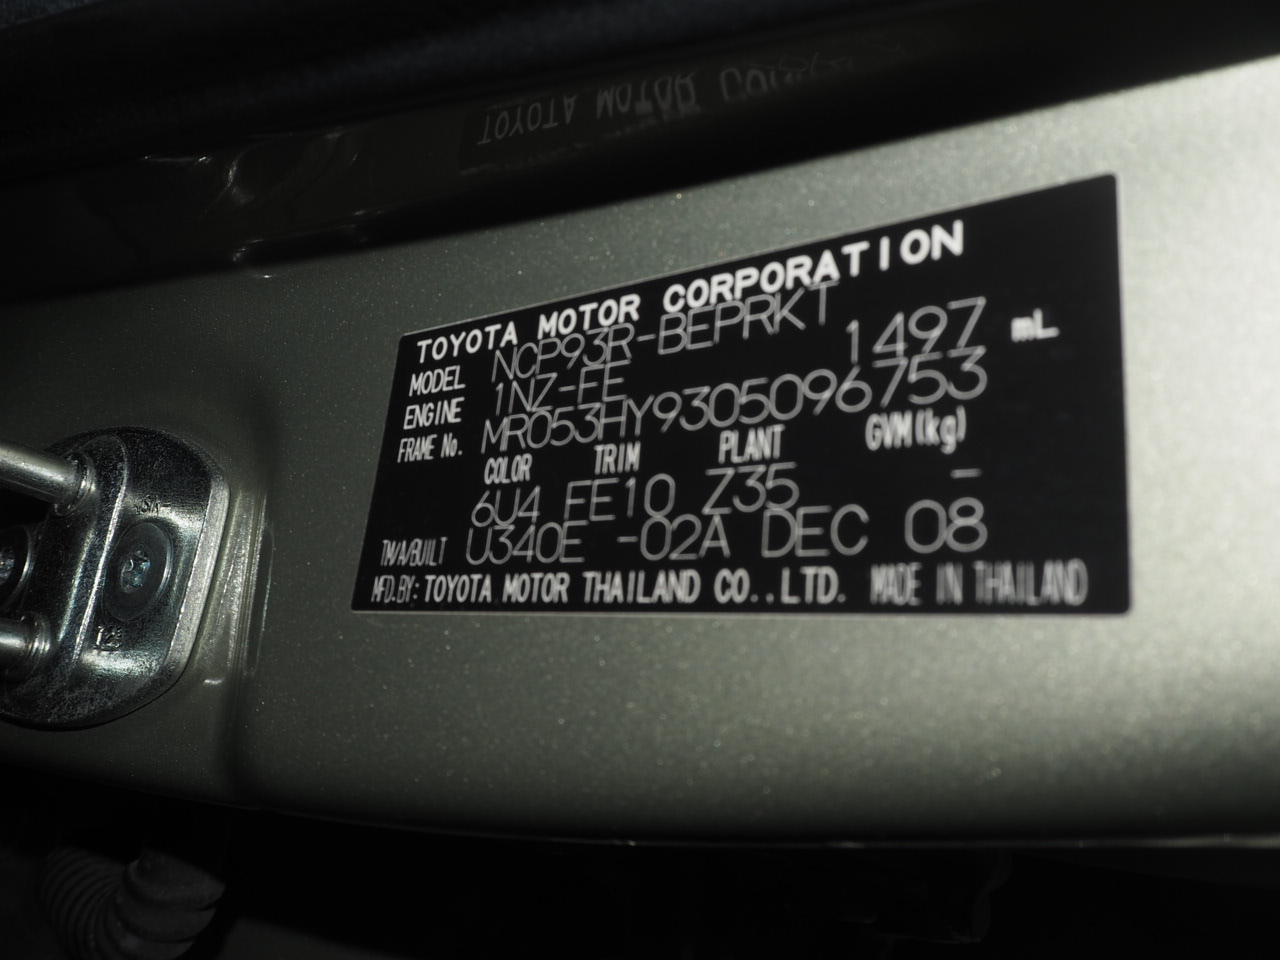 TOYOTA MOTOR CORPORATION
MODEL NCP93R-BEPRKT
ENGINE 1NZ-FE 1497 mL
FRAME No. MR053HY9305096753
COLOR TRIM PLANT GVM(kg)
6U4 FE10 Z35 -
TM/A/BUILT U340E -02A DEC 08
MFD.BY: TOYOTA MOTOR THAILAND CO.,LTD. MADE IN THAILAND